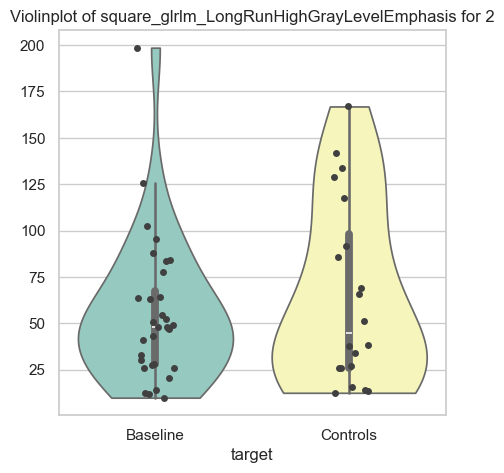 Violinplot of square_glrlm_LongRunHighGrayLevelEmphasis for 2
200
175
150
125
100
75
50
25
Baseline
Controls
target